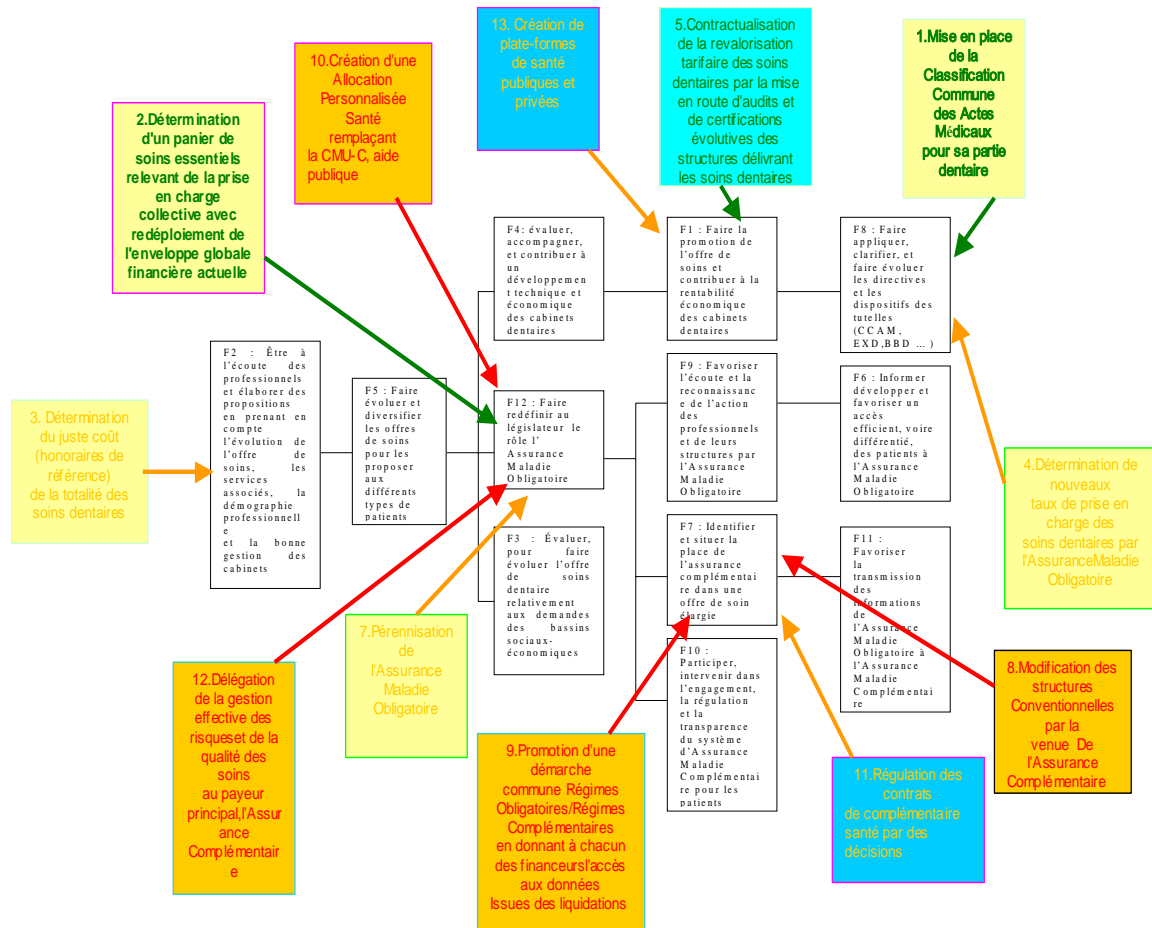 13. Création de
plate-formes
de santé
publiques et
privées
5.Contractualisation
de la revalorisation
tarifaire des soins
dentaires par la mise
en route d'audits et
de certifications
évolutives des
structures délivrant
les soins dentaires
1.Mise en place
de la
Classification
Commune
des Actes
Médicaux
pour sa partie
dentaire
10.Création d'une
Allocation
Personnalisée
Santé
remplaçant
la CMU-C, aide
publique
2.Détermination
d'un panier de
soins essentiels
relevant de la prise
en charge
collective avec
redéploiement de
l'enveloppe globale
financière actuelle
F4: évaluer,
accompagner,
et contribuer à
un
développemen
t technique et
économique des
cabinets dentaires
F1 : Faire la
promotion de
l'offre de
soins et
contribuer à la
rentabilité
économique
des cabinets
dentaires
F8 : Faire
appliquer,
clarifier, et
faire évoluer
les directives
et les
dispositifs des
tutelles
(CCAM,
EXD,BBD ...)
F2 : Être à
l'écoute des
professionnels
et élaborer des
propositions
en prenant en
compte
l'évolution de
l'offre de
soins, les
services
associés, la
démographie
professionnell
e
et la bonne
gestion des
cabinets
F5 : Faire
évoluer et
diversifier
les offres de
soins
pour les
proposer
aux
différents
types de
patients
F12 : Faire
redéfinir au
législateur le
rôle l'
Assurance
Maladie
Obligatoire
F9 : Favoriser
l'écoute et la
reconnaissanc
e de l'action
des
professionnels
et de leurs
structures par
l'Assurance
Maladie
Obligatoire
F6 : Informer
développer et
favoriser un
accès
efficient, voire
différentié,
des patients à
l'Assurance
Maladie
Obligatoire
3. Détermination
du juste coût
(honoraires de
référence)
de la totalité des
soins dentaires
4.Détermination de
nouveaux
taux de prise en
charge des
soins dentaires par
l'AssuranceMaladie
Obligatoire
F3 : Évaluer,
pour faire
évoluer l'offre
de soins
dentaire
relativement
aux demandes
des bassins
sociaux-
économiques
F7 : Identifier
et situer la
place de
l'assurance
complémentai
re dans une
offre de soin
élargie
F11 :
Favoriser
la
transmission
des
informations
de
l'Assurance
Maladie
Obligatoire à
l'Assurance
Maladie
Complémentai
re
F10 :
Participer,
intervenir dans
l'engagement,
la régulation
et la
transparence
du système
d'Assurance
Maladie
Complémentai
re pour les
patients
7.Pérennisation
de
l'Assurance
Maladie
Obligatoire
12.Délégation
de la gestion
effective des
risqueset de la
qualité des
soins
au payeur
principal,l'Assur
ance
Complémentair
e
9.Promotion d'une
démarche
commune Régimes
Obligatoires/Régimes
Complémentaires
en donnant à chacun
des financeursl'accès
aux données
Issues des liquidations
11.Régulation des
contrats
de complémentaire
santé par des
décisions
8.Modification des
structures
Conventionnelles
par la
venue De
l'Assurance
Complémentaire